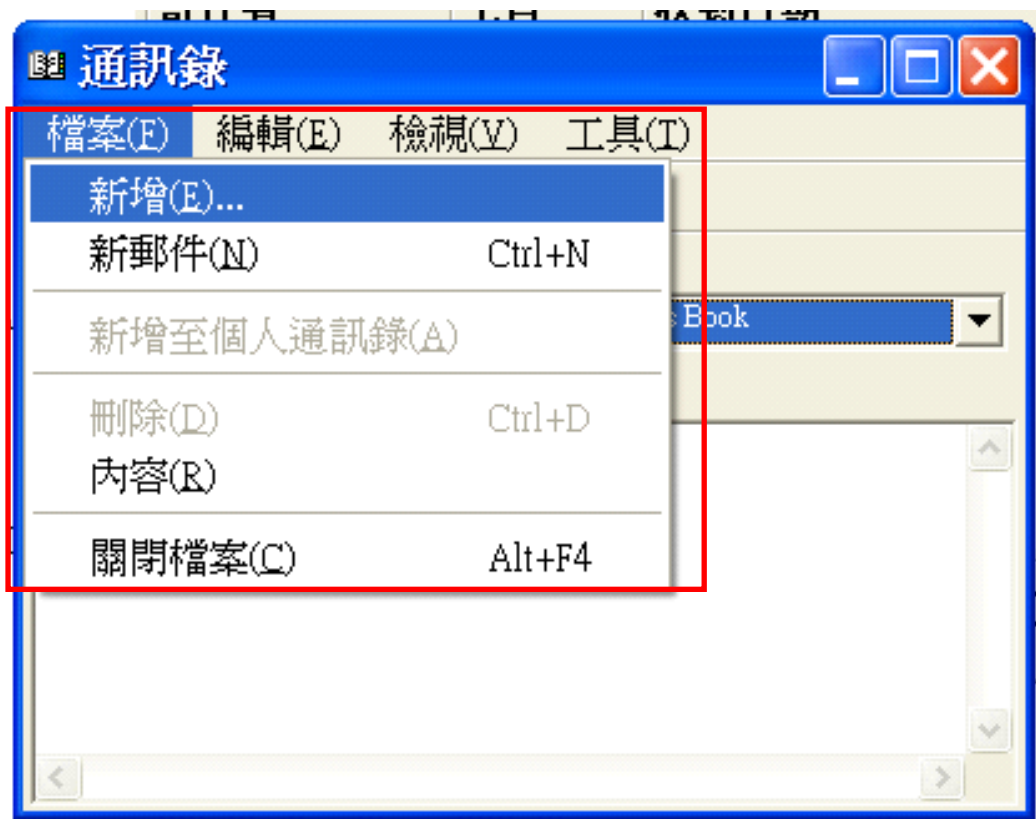 通訊錄
檔案(F) 編輯(E) 檢視(V) 工具(T)
新增(E)...
新郵件(N) Ctrl+N
新增至個人通訊錄(A)
Book
刪除(D) Ctrl+D
內容(R)
關閉檔案(C) Alt+F4